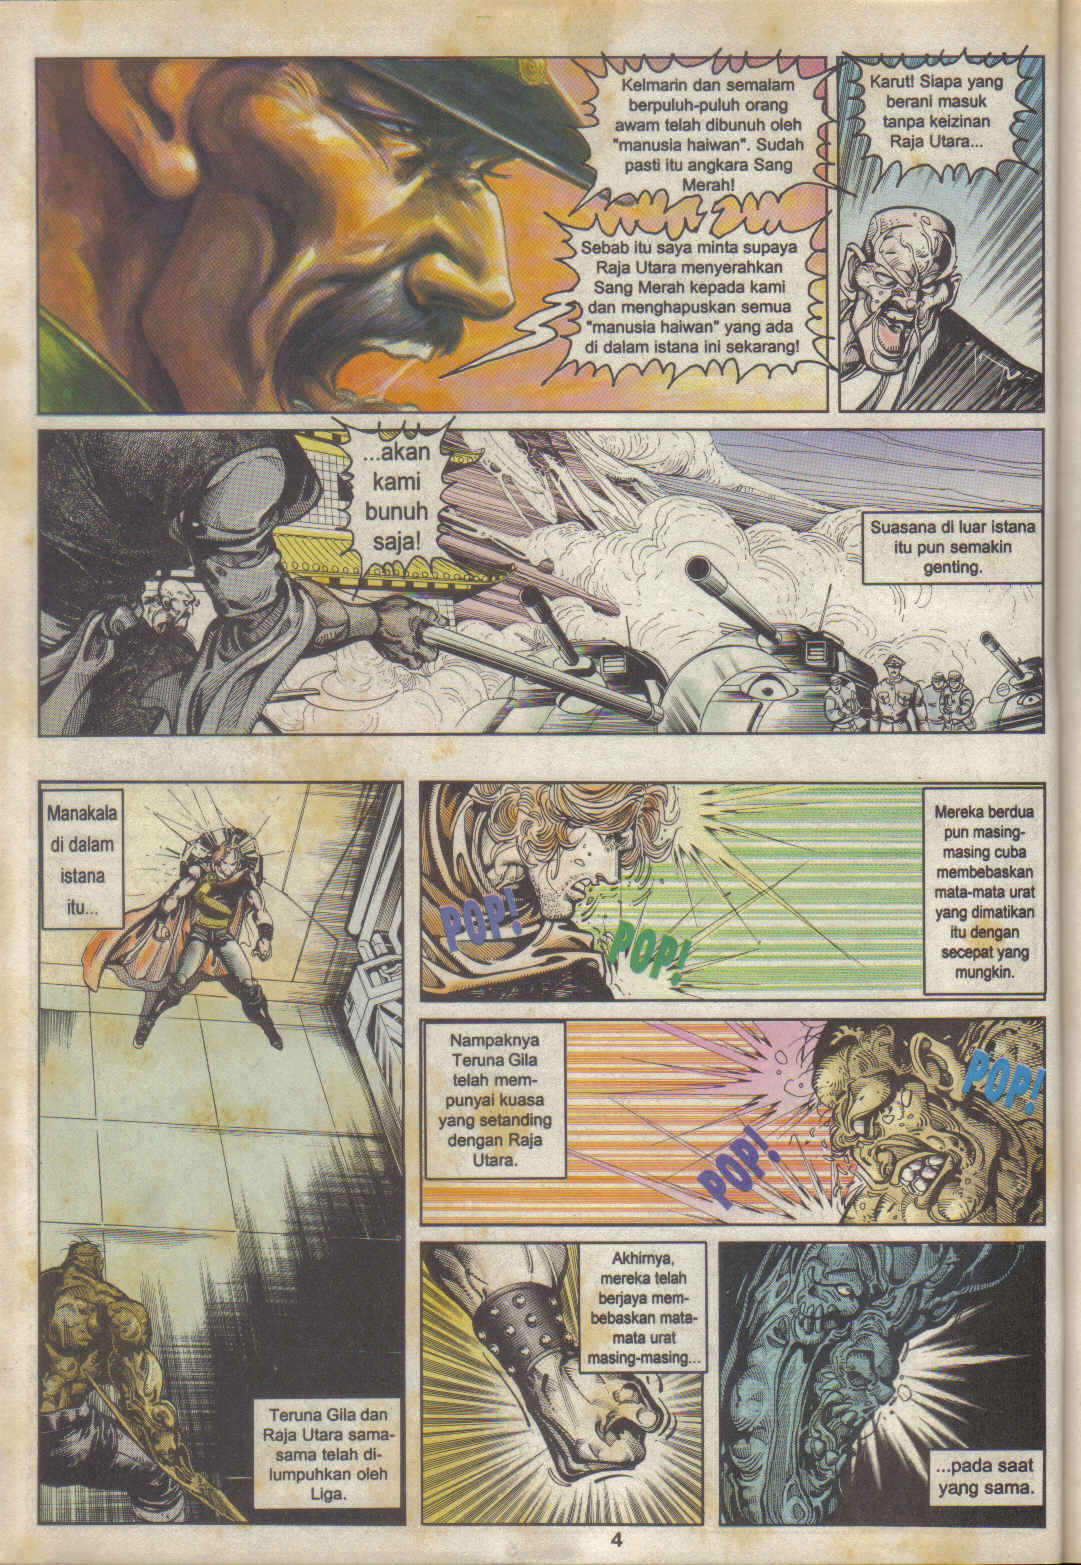 Kelmarin dan semalam
berpuluh-puluh orang
awam telah dibunuh oleh
"manusia haiwan". Sudah
pasti itu angkara Sang
Merah!
Sebab itu saya minta supaya
Raja Utara menyerahkan
Sang Merah kepada kami
dan menghapuskan semua
"manusia haiwan" yang ada
di dalam istana ini sekarang!
Karut! Siapa yang
berani masuk
tanpa keizinan
Raja Utara...
...akan
kami
bunuh
saja!
Suasana di luar istana
itu pun semakin
genting.
Manakala
di dalam
istana
itu...
Teruna Gila dan
Raja Utara sama-
sama telah di-
lumpuhkan oleh
Liga.
POP!
POP!
Mereka berdua
pun masing-
masing cuba
membebaskan
mata-mata urat
yang dimatikan
itu dengan
secepat yang
mungkin.
Nampaknya
Teruna Gila
telah mem-
punyai kuasa
yang setanding
dengan Raja
Utara.
POP!
POP!
Akhirnya,
mereka telah
berjaya mem-
bebaskan mata-
mata urat
masing-masing...
...pada saat
yang sama.
4